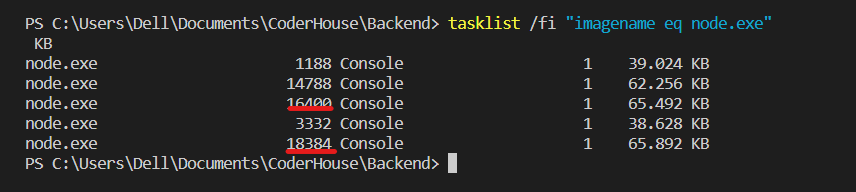 PS C:\Users\Dell\Documents\CoderHouse\Backend> tasklist /fi "imagename eq node.exe"
 KB
node.exe                      1188 Console                    1    39.024 KB
node.exe                     14788 Console                    1    62.256 KB
node.exe                     16400 Console                    1    65.492 KB
node.exe                      3332 Console                    1    38.628 KB
node.exe                     18384 Console                    1    65.892 KB
PS C:\Users\Dell\Documents\CoderHouse\Backend>